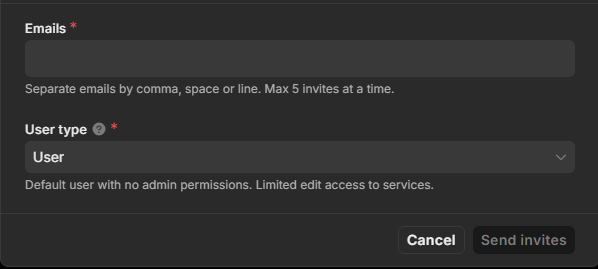 Emails *
Separate emails by comma, space or line. Max 5 invites at a time.
User type ? *
User
Default user with no admin permissions. Limited edit access to services.
Cancel Send invites